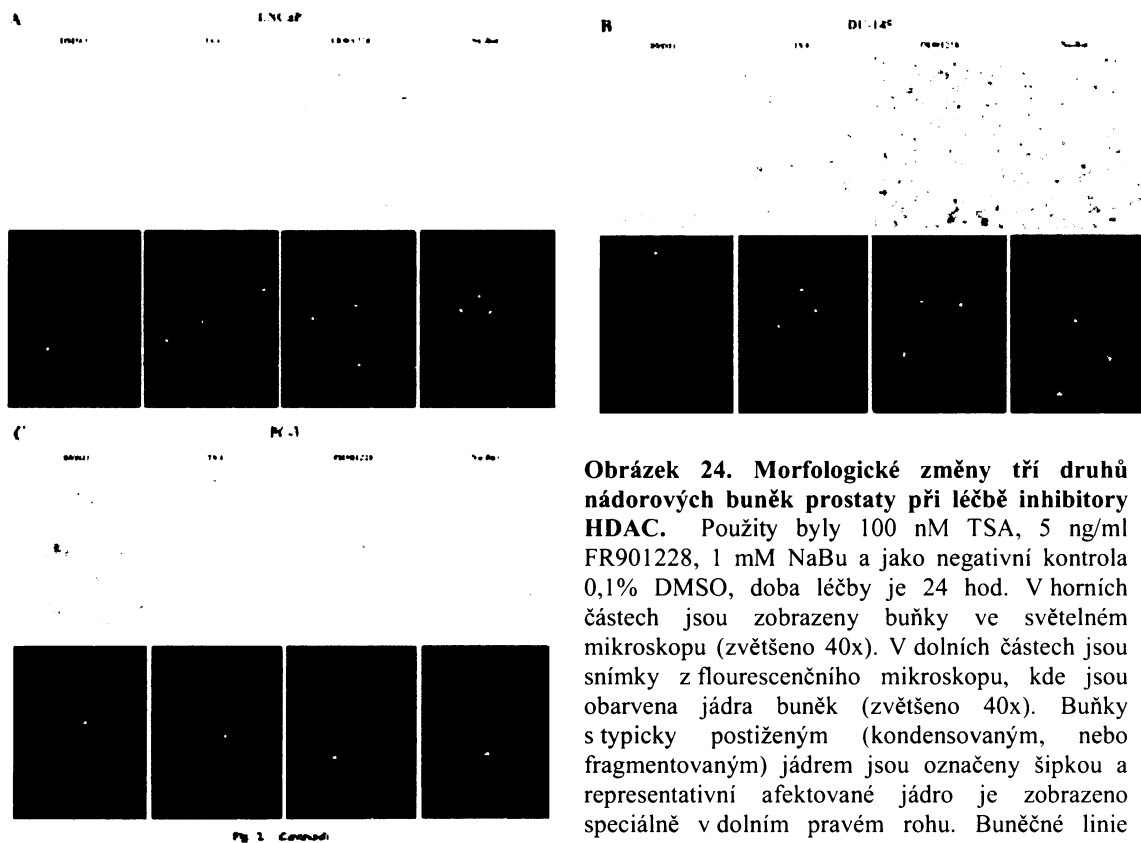 A
B
DU-145
C
PC-3
Obrázek 24. Morfologické změny tří druhů
nádorových buněk prostaty při léčbě inhibitory
HDAC. Použity byly 100 nM TSA, 5 ng/ml
FR901228, 1 mM NaBu a jako negativní kontrola
0,1% DMSO, doba léčby je 24 hod. V horních
částech jsou zobrazeny buňky ve světelném
mikroskopu (zvětšeno 40x). V dolních částech jsou
snímky z flourescenčního mikroskopu, kde jsou
obarvena jádra buněk (zvětšeno 40x). Buňky
s typicky postiženým (kondensovaným, nebo
fragmentovaným) jádrem jsou označeny šipkou a
representativní afektované jádro je zobrazeno
speciálně v dolním pravém rohu. Buněčné linie